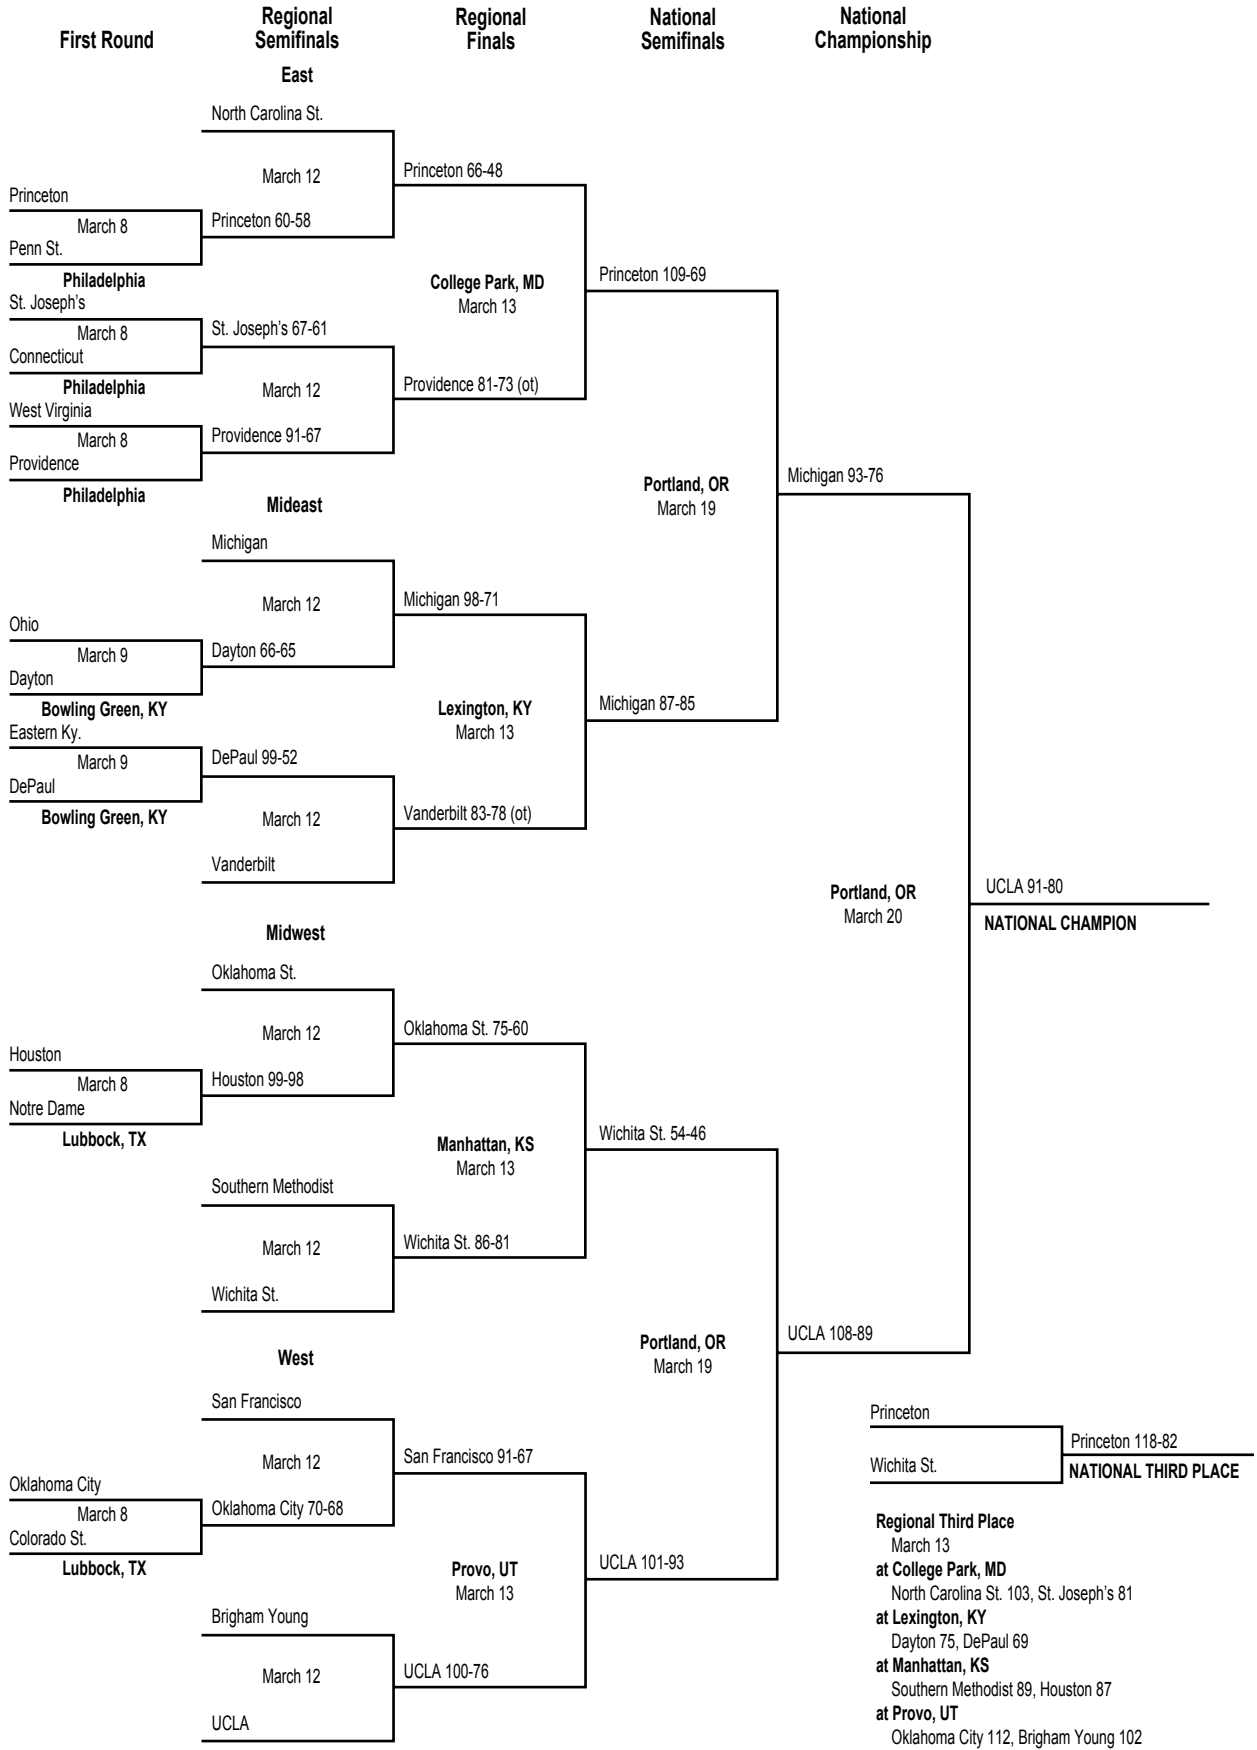 First Round
Regional
Semifinals
Regional
Finals
National
Semifinals
National
Championship
East
North Carolina St.
March 12
Princeton 66-48
Princeton
March 8
Princeton 60-58
Penn St.
Philadelphia
College Park, MD
March 13
Princeton 109-69
St. Joseph's
March 8
St. Joseph's 67-61
Connecticut
Philadelphia
March 12
Providence 81-73 (ot)
West Virginia
March 8
Providence 91-67
Providence
Philadelphia
Portland, OR
March 19
Michigan 93-76
Mideast
Michigan
March 12
Michigan 98-71
Ohio
March 9
Dayton 66-65
Dayton
Bowling Green, KY
Lexington, KY
March 13
Michigan 87-85
Eastern Ky.
March 9
DePaul 99-52
DePaul
Bowling Green, KY
March 12
Vanderbilt 83-78 (ot)
Vanderbilt
Portland, OR
March 20
UCLA 91-80
NATIONAL CHAMPION
Midwest
Oklahoma St.
March 12
Oklahoma St. 75-60
Houston
March 8
Houston 99-98
Notre Dame
Lubbock, TX
Manhattan, KS
March 13
Wichita St. 54-46
Southern Methodist
March 12
Wichita St. 86-81
Wichita St.
Portland, OR
March 19
UCLA 108-89
West
San Francisco
March 12
San Francisco 91-67
Oklahoma City
March 8
Oklahoma City 70-68
Colorado St.
Lubbock, TX
Provo, UT
March 13
UCLA 101-93
Brigham Young
March 12
UCLA 100-76
UCLA
Princeton
Princeton 118-82
Wichita St.
NATIONAL THIRD PLACE
Regional Third Place
March 13
at College Park, MD
North Carolina St. 103, St. Joseph's 81
at Lexington, KY
Dayton 75, DePaul 69
at Manhattan, KS
Southern Methodist 89, Houston 87
at Provo, UT
Oklahoma City 112, Brigham Young 102